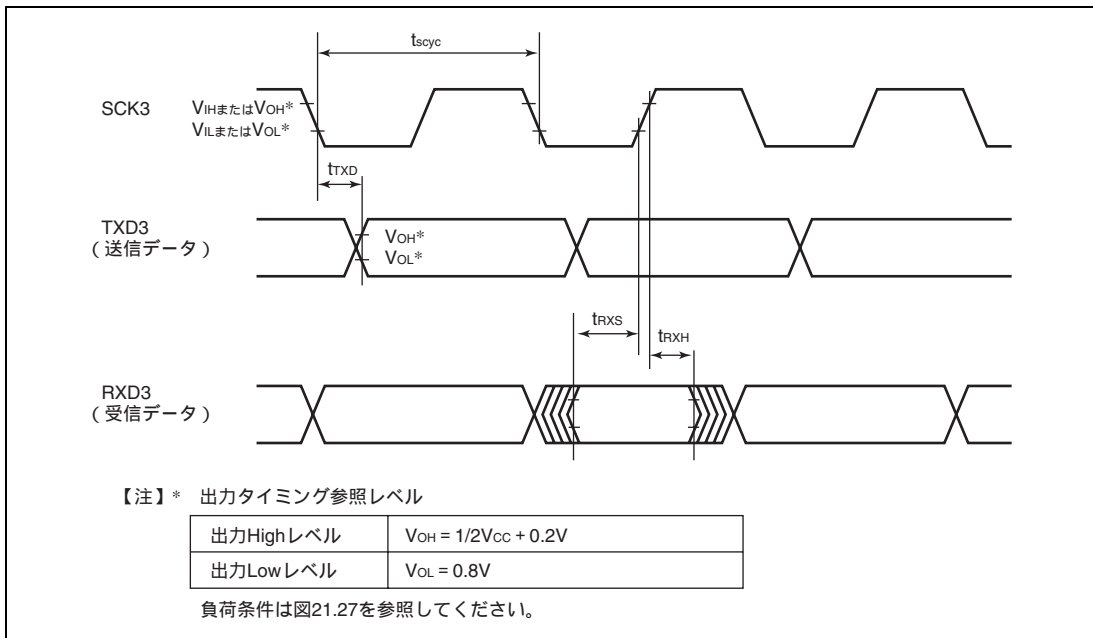 tscyc
SCK3
VIHまたはVOH*
VILまたはVOL*
tTXD
TXD3
（送信データ）
VOH*
VOL*
tRXS
tRXH
RXD3
（受信データ）
【注】* 出力タイミング参照レベル
出力Highレベル VOH = 1/2VCC + 0.2V
出力Lowレベル VOL = 0.8V
負荷条件は図21.27を参照してください。